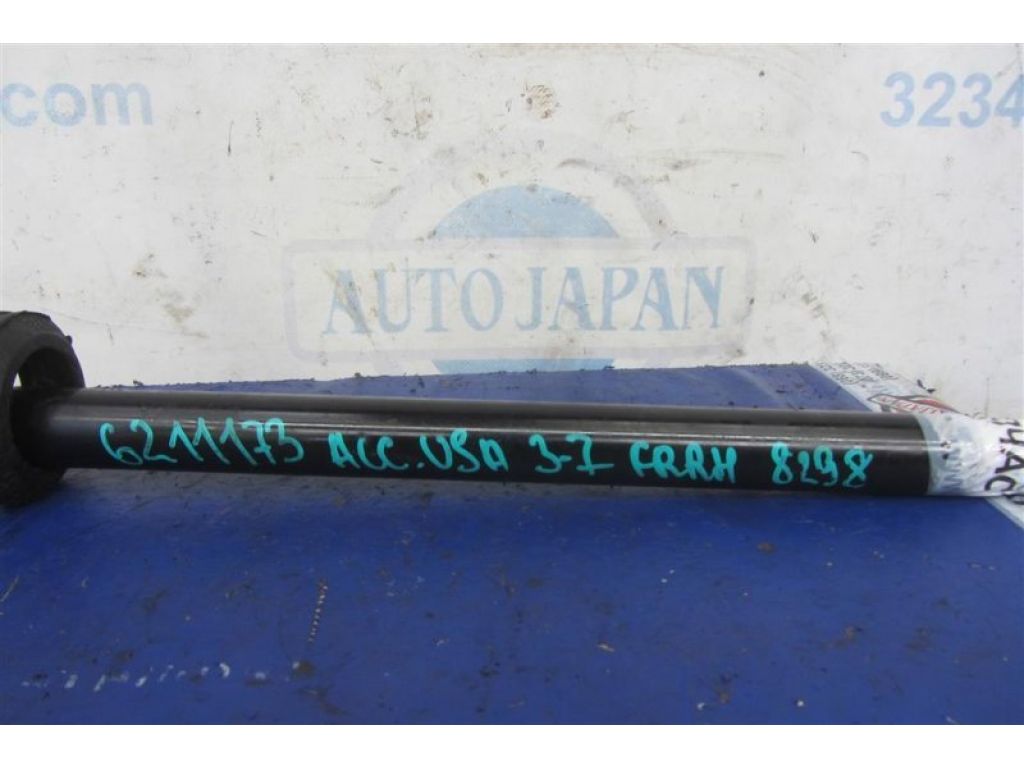 com
3234
AUTO JAPAN
6211173 ACC.USA 3-7 FRRH 8298